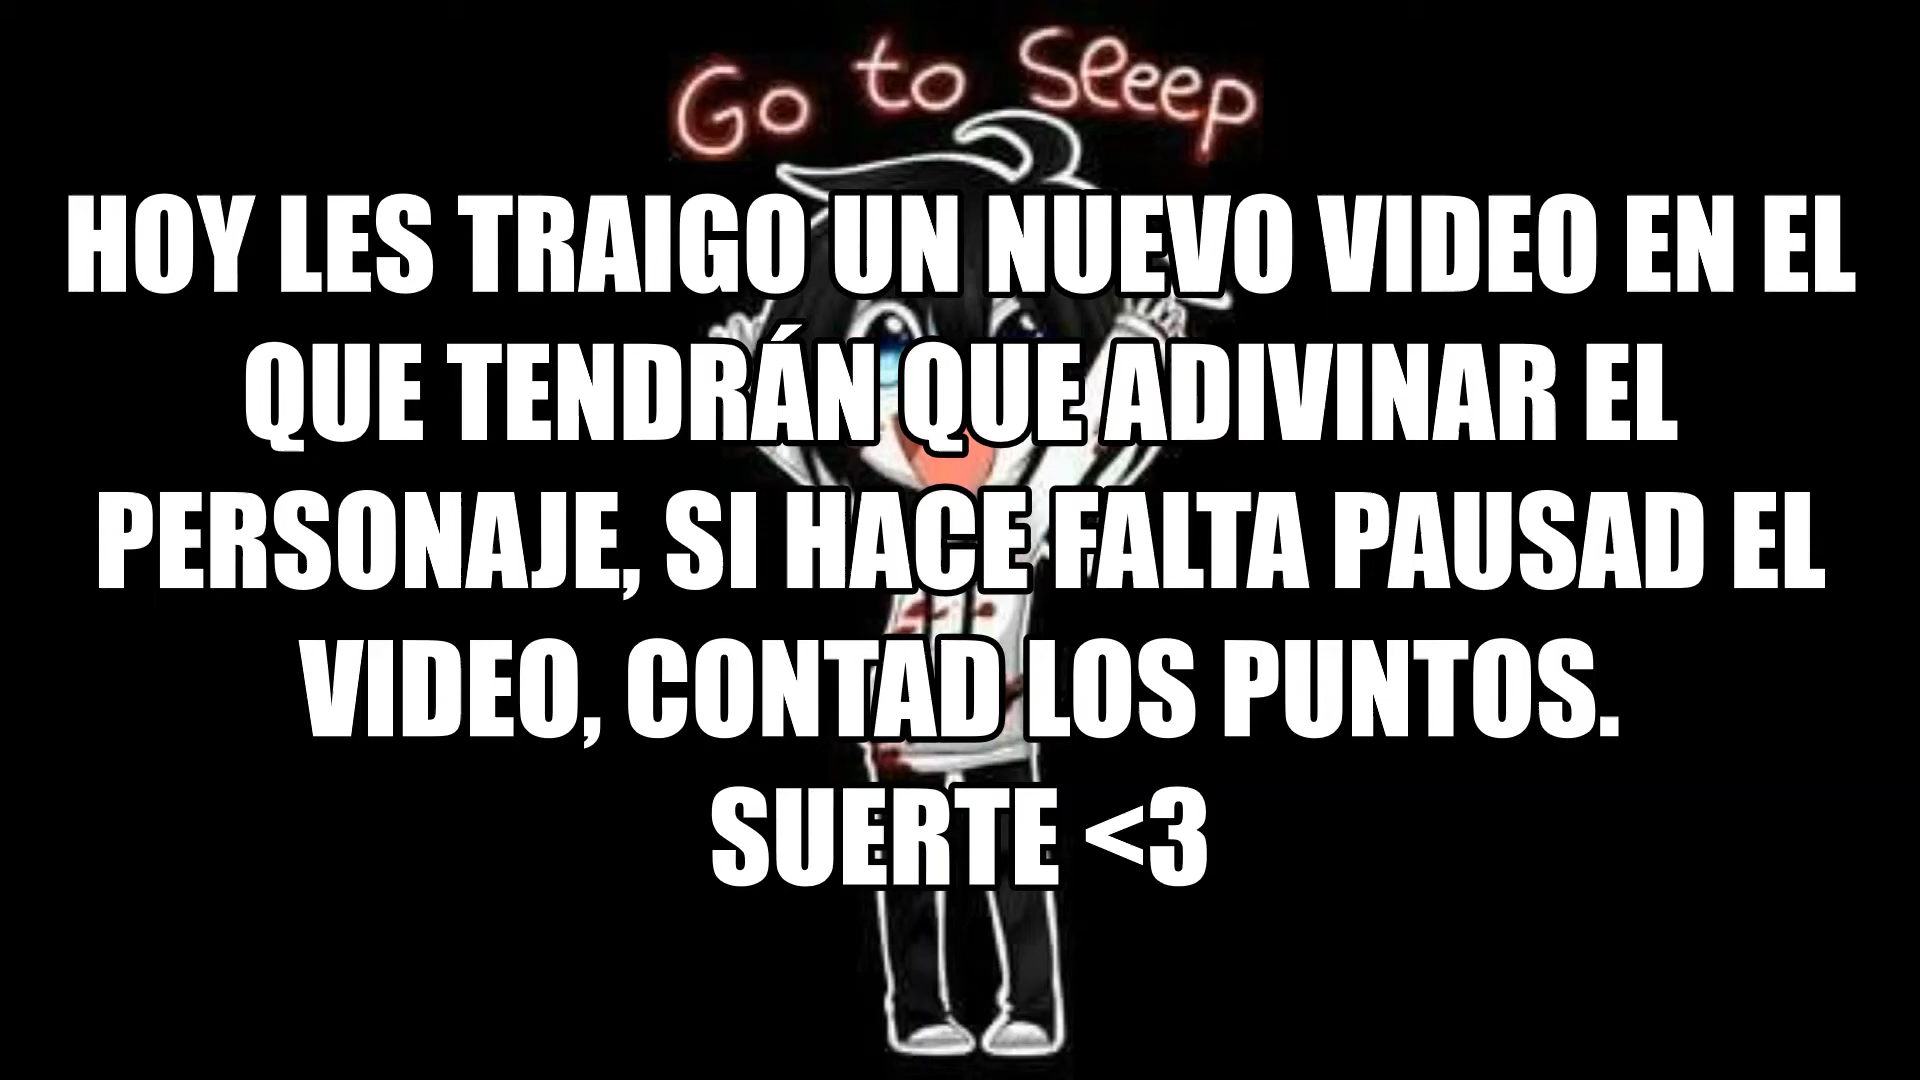 Go to Sleep
HOY LES TRAIGO UN NUEVO VIDEO EN EL
QUE TENDRÁN QUE ADIVINAR EL
PERSONAJE, SI HACE FALTA PAUSAD EL
VIDEO, CONTAD LOS PUNTOS.
SUERTE <3